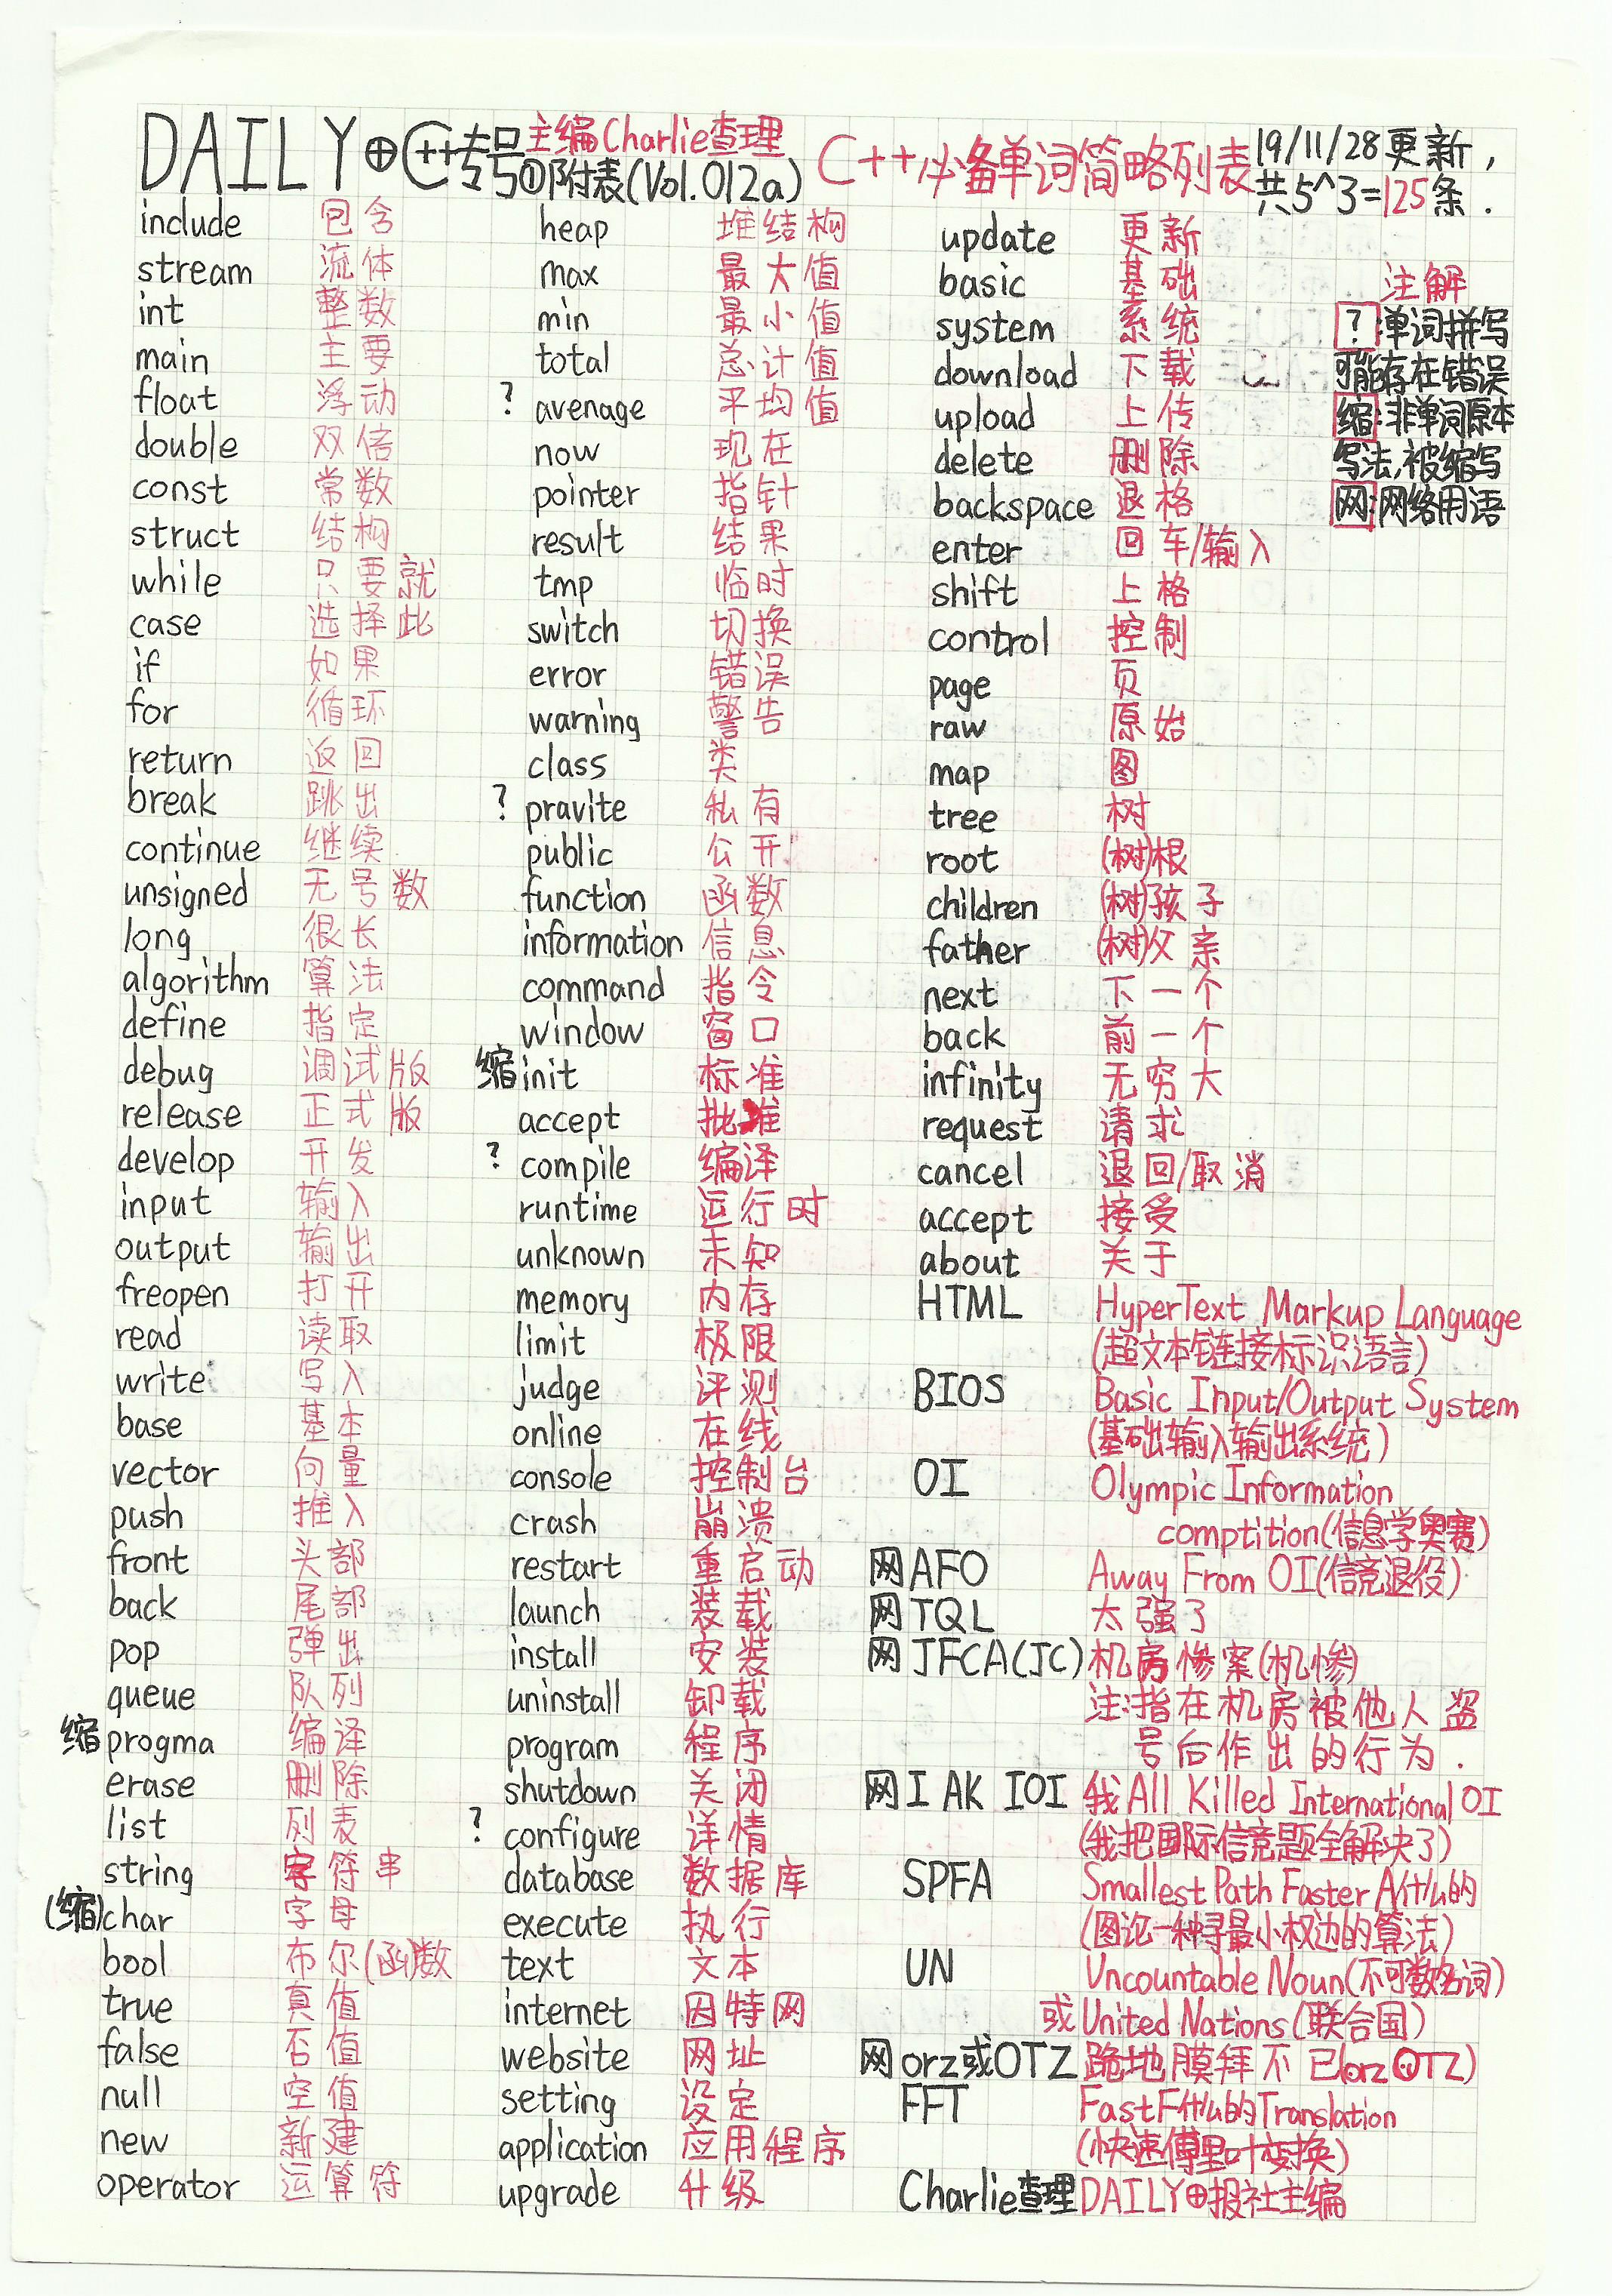 DAILY⊕C++专号 主编Charlie查理
①附表(Vol.012a)
C++必备单词简略列表
19/11/28更新,
共5^3=125条.
include 包含
stream 流体
int 整数
main 主要
float 浮动
double 双倍
const 常数
struct 结构
while 只要就
case 选择此
if 如果
for 循环
return 返回
break 跳出
continue 继续
unsigned 无号数
long 很长
algorithm 算法
define 指定
debug 调试版
release 正式版
develop 开发
input 输入
output 输出
freopen 打开
read 读取
write 写入
base 基本
vector 向量
push 推入
front 头部
back 尾部
pop 弹出
queue 队列
缩 progma 编译
erase 删除
list 列表
string 字符串
(缩)char 字母
bool 布尔(函)数
true 真值
false 否值
null 空值
new 新建
operator 运算符
heap 堆结构
max 最大值
min 最小值
total 总计值
? avenage 平均值
now 现在
pointer 指针
result 结果
tmp 临时
switch 切换
error 错误
warning 警告
class 类
? pravite 私有
public 公开
function 函数
information 信息
command 指令
window 窗口
缩 init 标准
accept 批准
? compile 编译
runtime 运行时
unknown 未知
memory 内存
limit 极限
judge 评测
online 在线
console 控制台
crash 崩溃
restart 重启动
launch 装载
install 安装
uninstall 卸载
program 程序
shutdown 关闭
? configure 详情
database 数据库
execute 执行
text 文本
internet 因特网
website 网址
setting 设定
application 应用程序
upgrade 升级
update 更新
basic 基础
system 系统
download 下载
upload 上传
delete 删除
backspace 退格
enter 回车/输入
shift 上格
control 控制
page 页
raw 原始
map 图
tree 树
root (树)根
children (树)孩子
father (树)父亲
next 下一个
back 前一个
infinity 无穷大
request 请求
cancel 退回/取消
accept 接受
about 关于
HTML HyperText Markup Language
(超文本链接标识语言)
BIOS Basic Input/Output System
(基础输入输出系统)
OI Olympic Information
comptition(信息学奥赛)
网 AFO Away From OI(信竞退役)
网 TQL 太强了
网 JFCA(JC) 机房惨案(机惨)
注:指在机房被他人盗
号后作出的行为.
网 I AK IOI 我All Killed International OI
(我把国际信竞题全解决了)
SPFA Smallest Path Faster A什么的
(图论一种寻最小权边的算法)
UN Uncountable Noun(不可数名词)
或United Nations(联合国)
网 orz或OTZ 跪地膜拜不已(orz⊙OTZ)
FFT Fast F什么的Translation
(快速傅里叶变换)
Charlie查理 DAILY⊕报社主编
注解
?:单词拼写
可能存在错误
缩:非单词原本
写法,被缩写
网:网络用语